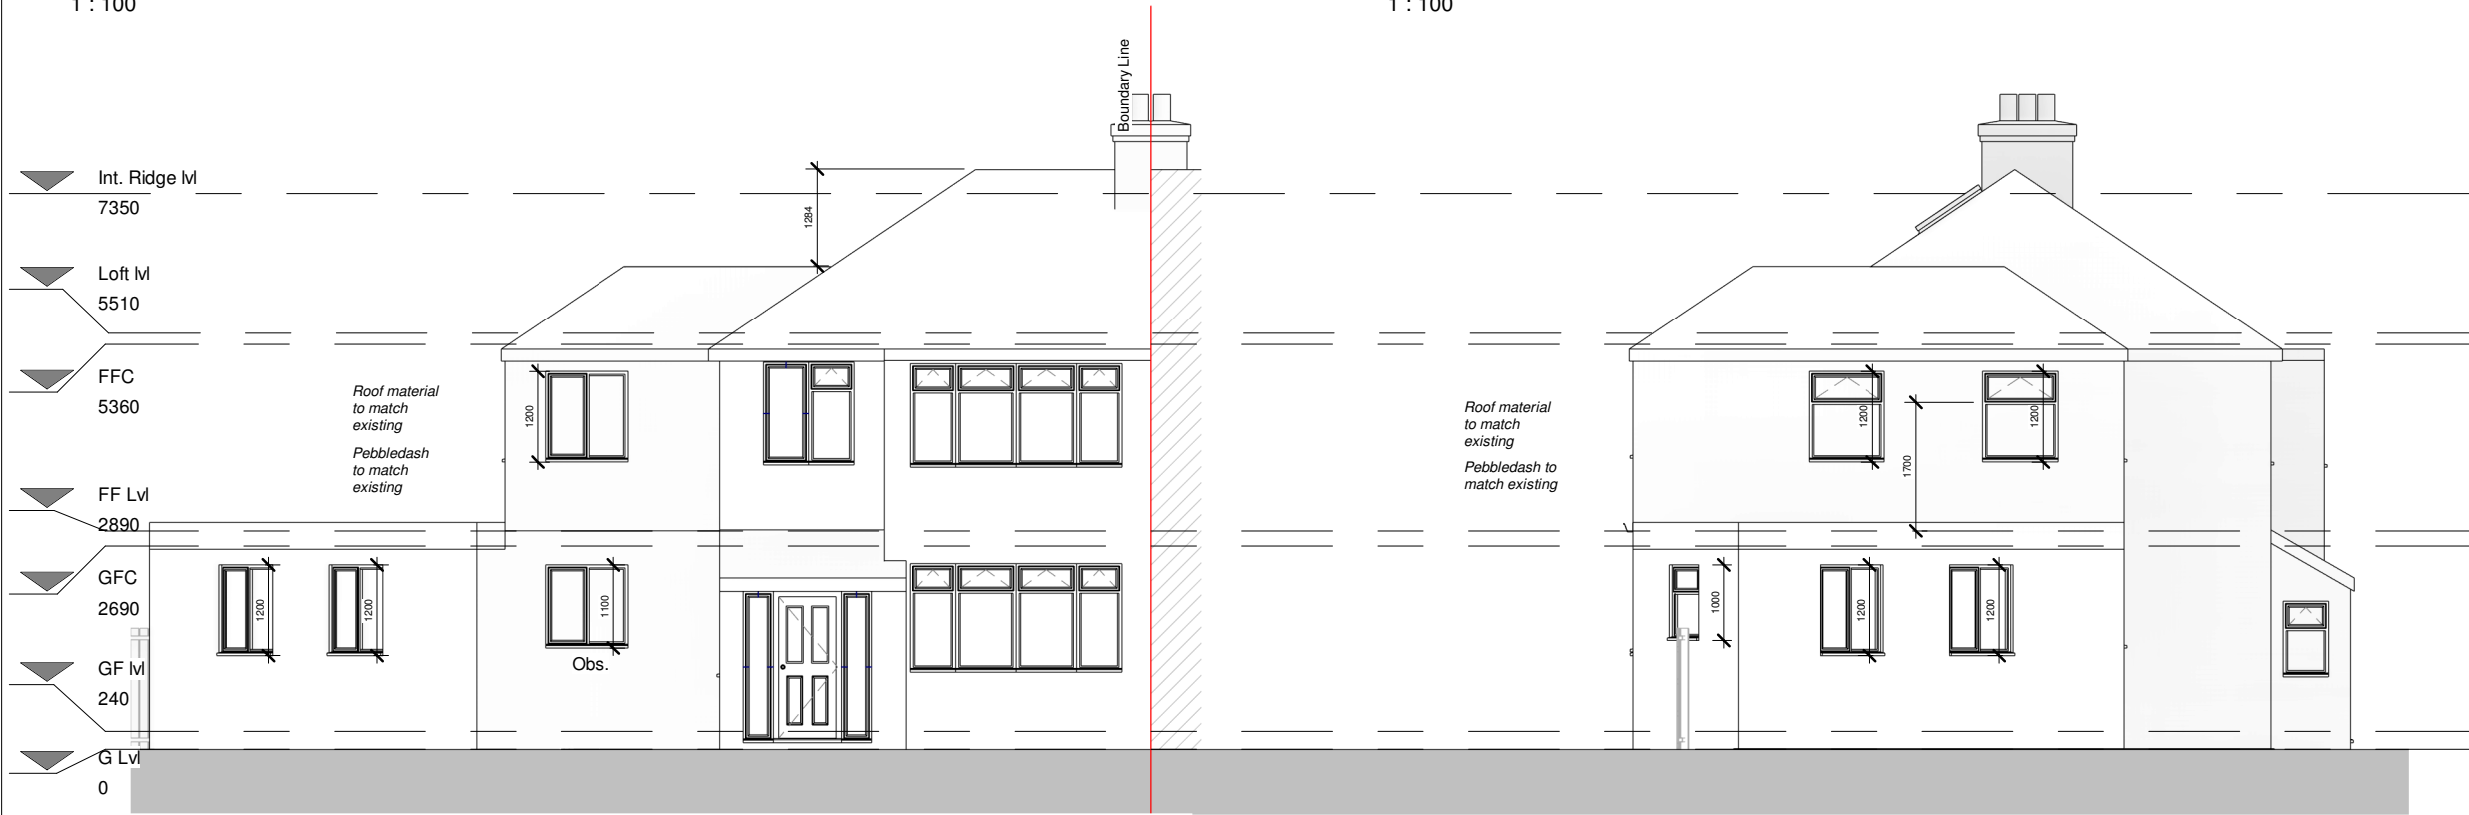 1 : 100
1 : 100
Boundary Line
Int. Ridge lvl
7350
1284
Loft lvl
5510
FFC
5360
Roof material
to match
existing
Pebbledash
to match
existing
1200
Roof material
to match
existing
Pebbledash to
match existing
1200
1200
1700
FF Lvl
2890
GFC
2690
1200
1200
1100
Obs.
1000
1200
1200
GF lvl
240
G Lvl
0